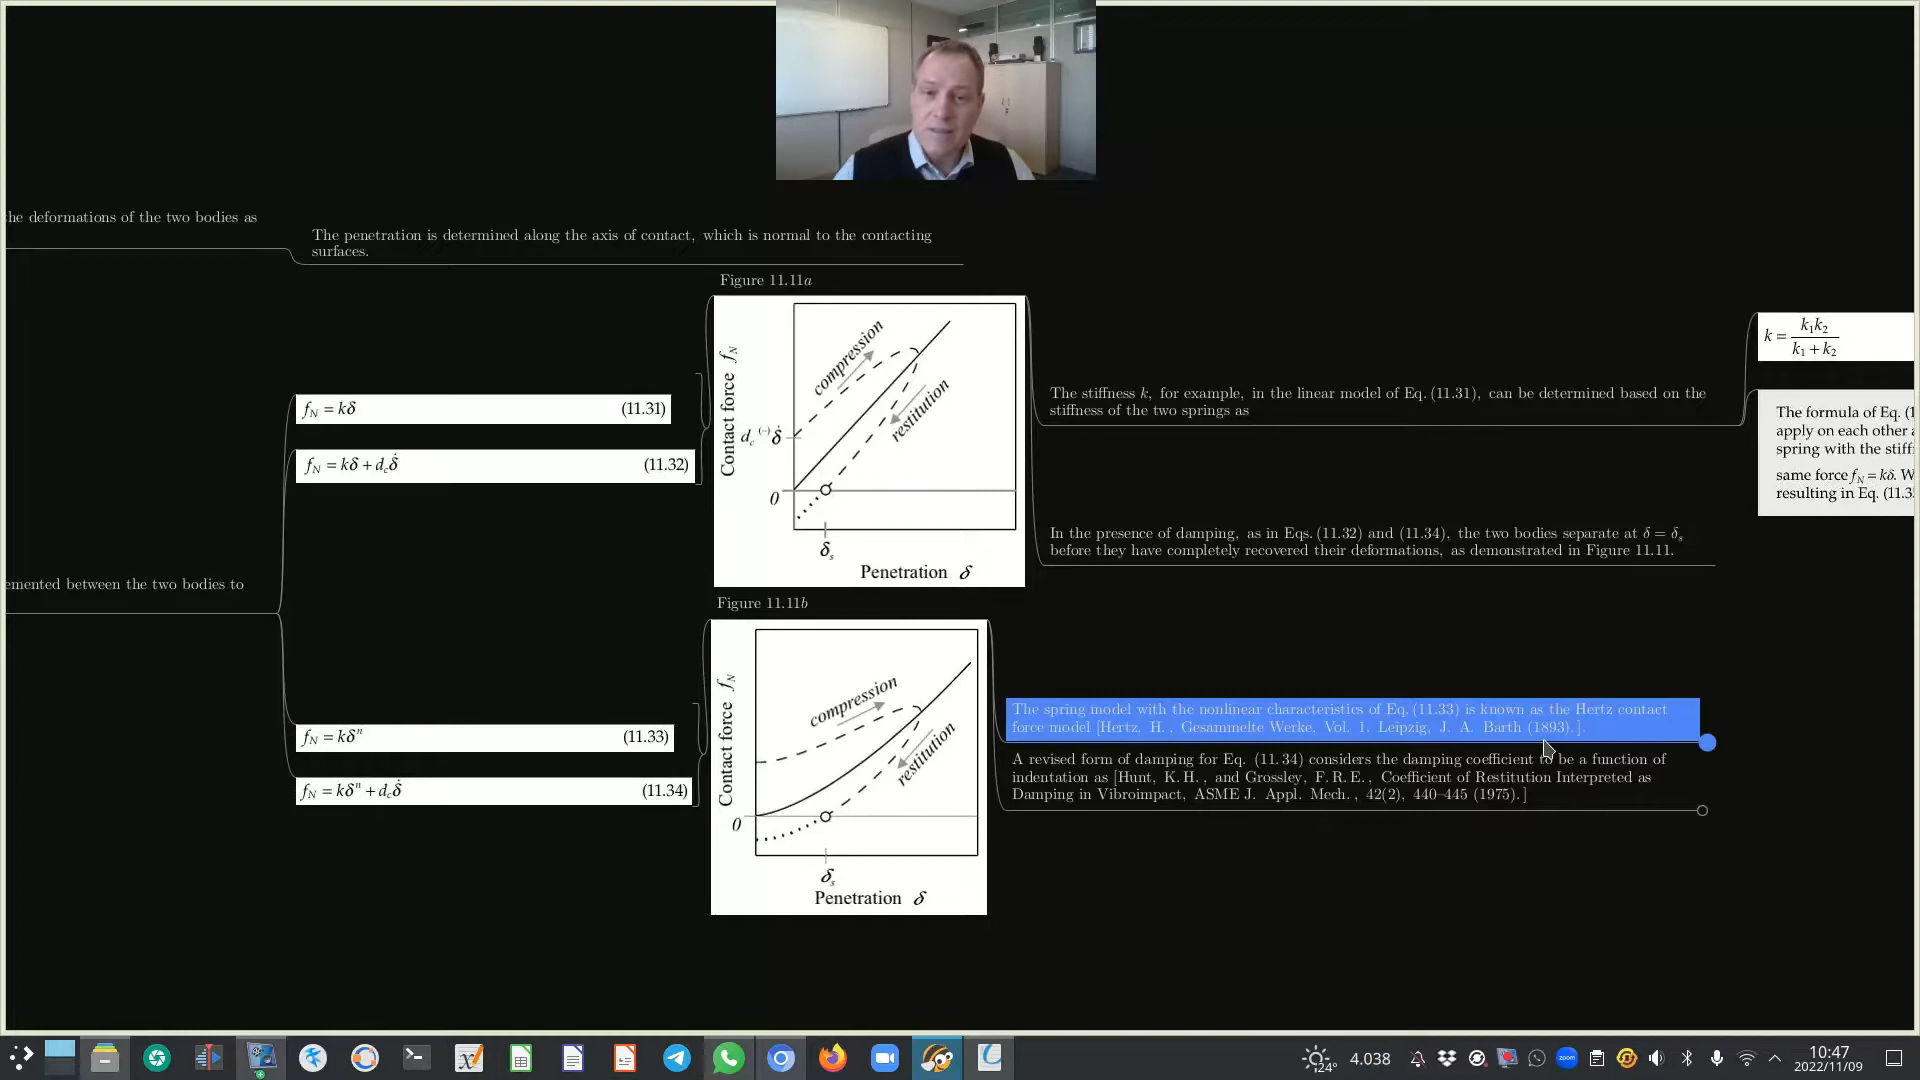 the deformations of the two bodies as
The penetration is determined along the axis of contact, which is normal to the contacting
surfaces.
Figure 11.11a
Contact force f_N
compression
restitution
d_c^(-) δ̇
0
δ_s
Penetration δ
f_N = kδ (11.31)
f_N = kδ + d_c δ̇ (11.32)
The stiffness k, for example, in the linear model of Eq. (11.31), can be determined based on the
stiffness of the two springs as
k = k₁k₂ / k₁ + k₂
The formula of Eq. (1
apply on each other a
spring with the stiff
same force f_N = kδ. W
resulting in Eq. (11.3
In the presence of damping, as in Eqs. (11.32) and (11.34), the two bodies separate at δ = δ_s
before they have completely recovered their deformations, as demonstrated in Figure 11.11.
emented between the two bodies to
Figure 11.11b
Contact force f_N
compression
restitution
0
δ_s
Penetration δ
f_N = kδⁿ (11.33)
f_N = kδⁿ + d_c δ̇ (11.34)
The spring model with the nonlinear characteristics of Eq. (11.33) is known as the Hertz contact
force model [Hertz, H. , Gesammelte Werke, Vol. 1. Leipzig, J. A. Barth (1893). ].
A revised form of damping for Eq. (11.34) considers the damping coefficient to be a function of
indentation as [Hunt, K.H. , and Grossley, F.R.E. , Coefficient of Restitution Interpreted as
Damping in Vibroimpact, ASME J. Appl. Mech. , 42(2), 440–445 (1975). ]
24°
4.038
zoom
10:47
2022/11/09